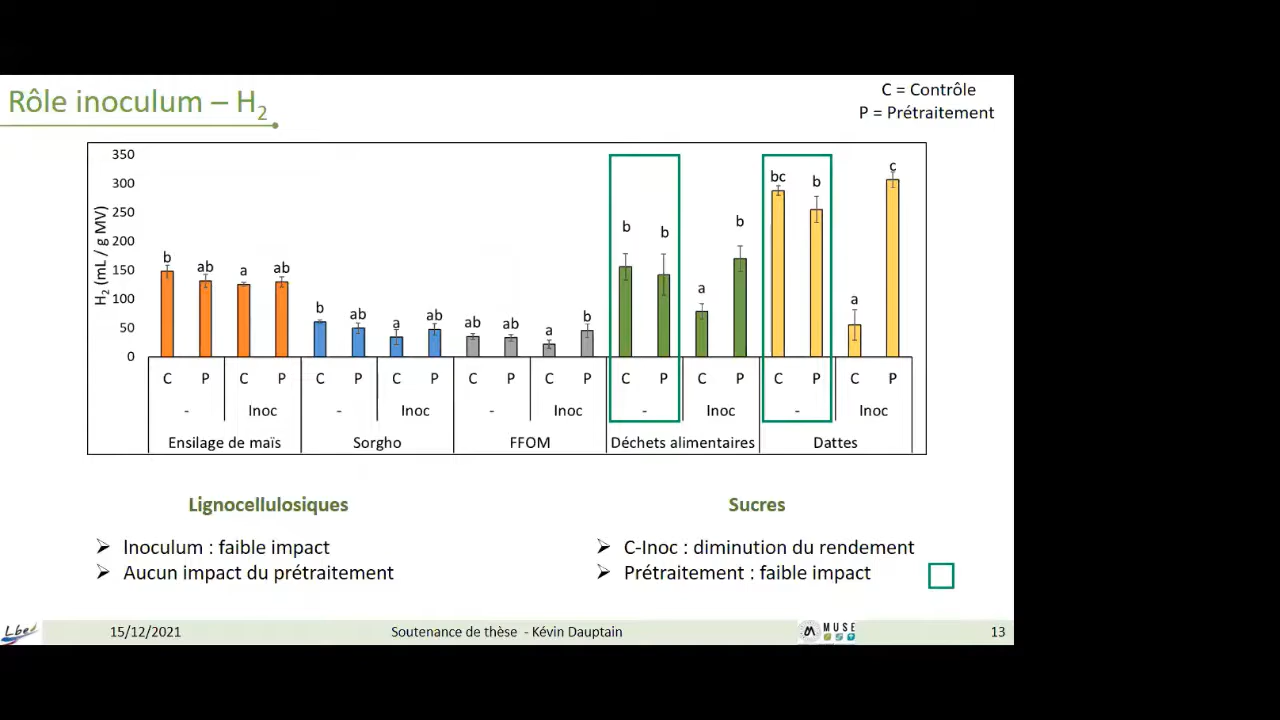 Rôle inoculum – H2
C = Contrôle
P = Prétraitement
350
300
250
200
150
100
50
0
H2 (mL / g MV)
b ab a ab b ab a ab ab ab a b b b a b bc b a c
C P C P C P C P C P C P C P C P C P C P
- Inoc - Inoc - Inoc - Inoc - Inoc
Ensilage de maïs Sorgho FFOM Déchets alimentaires Dattes
Lignocellulosiques
Inoculum : faible impact
Aucun impact du prétraitement
Sucres
C-Inoc : diminution du rendement
Prétraitement : faible impact
Lbe
15/12/2021
Soutenance de thèse - Kévin Dauptain
MUSE
13